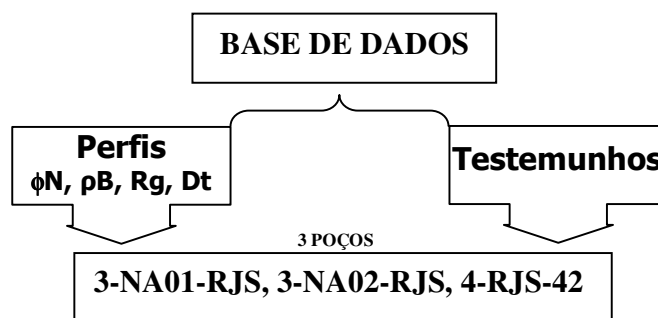 BASE DE DADOS
Perfis
ϕN, ρB, Rg, Dt
Testemunhos
3 POÇOS
3-NA01-RJS, 3-NA02-RJS, 4-RJS-42